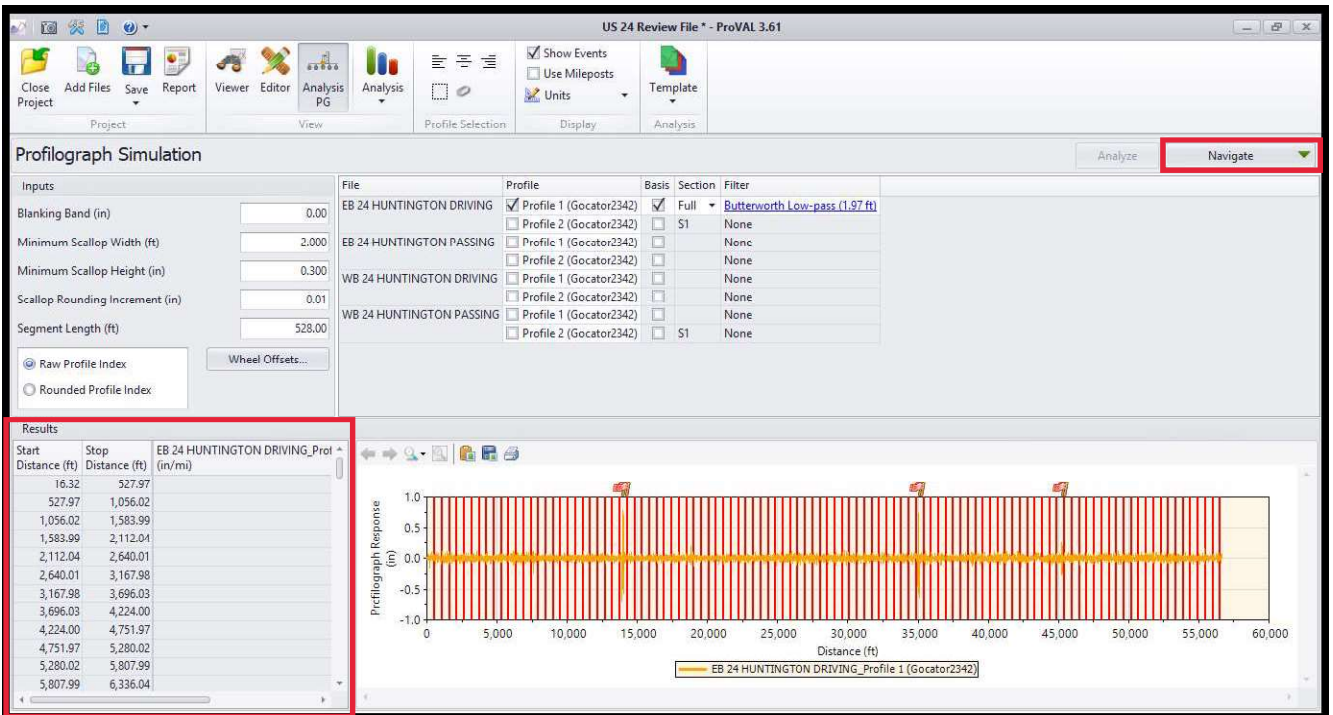 US 24 Review File * - ProVAL 3.61
Close Project
Add Files
Save
Report
Viewer
Editor
Analysis PG
Analysis
Show Events
Use Mileposts
Units
Template
Project
View
Profile Selection
Display
Analysis
Profilograph Simulation
Analyze
Navigate
Inputs
Blanking Band (in) 0.00
Minimum Scallop Width (ft) 2.000
Minimum Scallop Height (in) 0.300
Scallop Rounding Increment (in) 0.01
Segment Length (ft) 528.00
Raw Profile Index
Rounded Profile Index
Wheel Offsets...
File Profile Basis Section Filter
EB 24 HUNTINGTON DRIVING Profile 1 (Gocator2342) Full Butterworth Low-pass (1.97 ft)
Profile 2 (Gocator2342) S1 None
EB 24 HUNTINGTON PASSING Profile 1 (Gocator2342) None
Profile 2 (Gocator2342) None
WB 24 HUNTINGTON DRIVING Profile 1 (Gocator2342) None
Profile 2 (Gocator2342) None
WB 24 HUNTINGTON PASSING Profile 1 (Gocator2342) None
Profile 2 (Gocator2342) S1 None
Results
Start Distance (ft)
Stop Distance (ft)
EB 24 HUNTINGTON DRIVING_Prof
(in/mi)
16.32 527.97
527.97 1,056.02
1,056.02 1,583.99
1,583.99 2,112.04
2,112.04 2,640.01
2,640.01 3,167.98
3,167.98 3,696.03
3,696.03 4,224.00
4,224.00 4,751.97
4,751.97 5,280.02
5,280.02 5,807.99
5,807.99 6,336.04
Profilograph Response
(in)
1.0
0.5
0.0
-0.5
-1.0
0 5,000 10,000 15,000 20,000 25,000 30,000 35,000 40,000 45,000 50,000 55,000 60,000
Distance (ft)
EB 24 HUNTINGTON DRIVING_Profile 1 (Gocator2342)